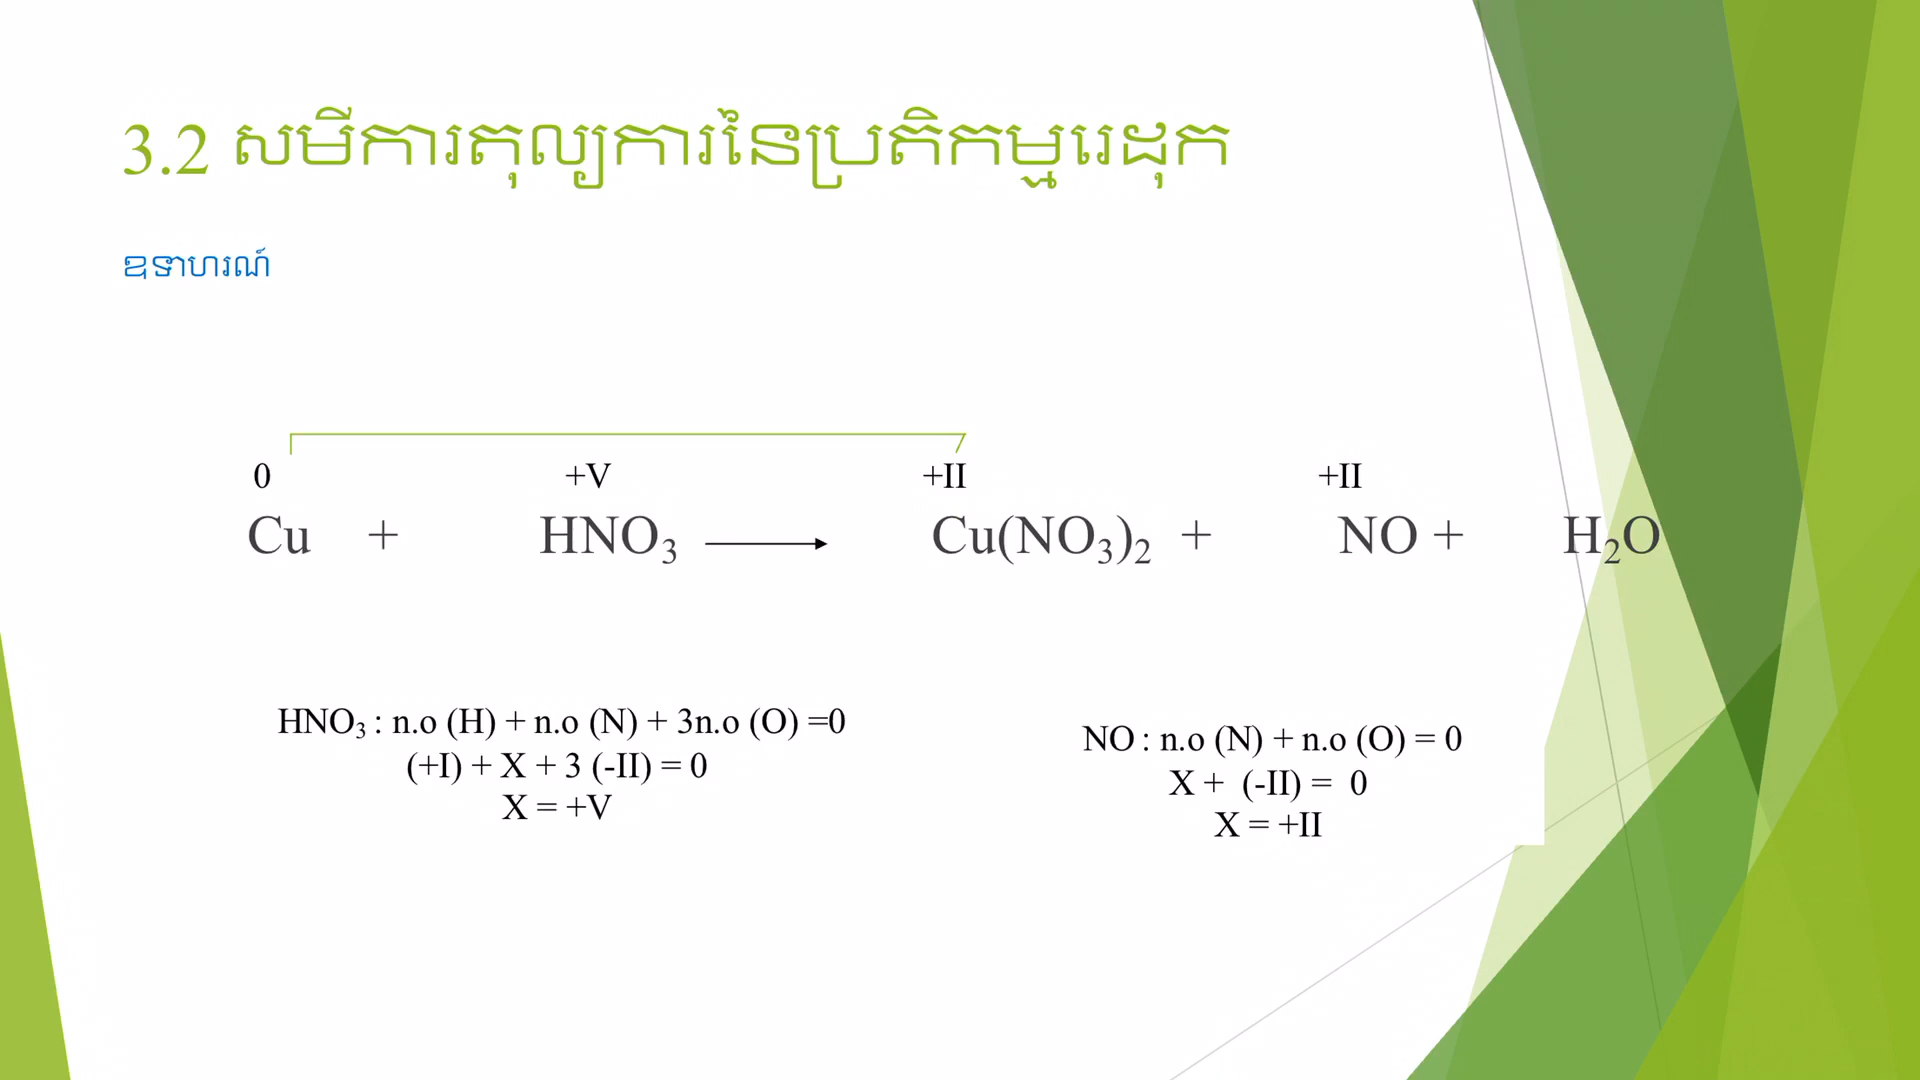 3.2 សមីការតុល្យការនៃប្រតិកម្មរេដុក
ឧទាហរណ៍
0 +V +II +II
Cu + HNO₃ ⟶ Cu(NO₃)₂ + NO + H₂O
HNO₃ : n.o (H) + n.o (N) + 3n.o (O) =0
(+I) + X + 3 (-II) = 0
X = +V
NO : n.o (N) + n.o (O) = 0
X + (-II) = 0
X = +II